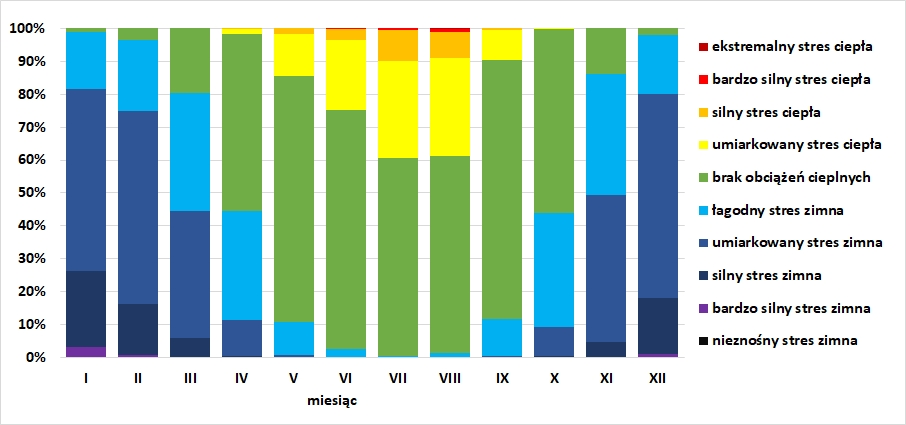 100%
90%
80%
70%
60%
50%
40%
30%
20%
10%
0%
I II III IV V VI VII VIII IX X XI XII
miesiąc
ekstremalny stres ciepła
bardzo silny stres ciepła
silny stres ciepła
umiarkowany stres ciepła
brak obciążeń cieplnych
łagodny stres zimna
umiarkowany stres zimna
silny stres zimna
bardzo silny stres zimna
nieznośny stres zimna